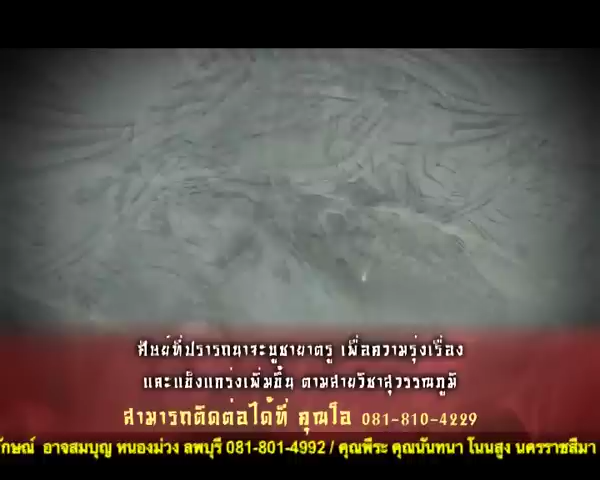 ศิษย์ที่ปรารถนาจะบูชายาตรู เพื่อความรุ่งเรือง
และแข็งแกร่งเพิ่มขึ้น ตามสายวิชาสุวรรณภูมิ
สามารถติดต่อได้ที่ คุณใอ 081-810-4229
ักษณ์ อาจสมบุญ หนองม่วง ลพบุรี 081-801-4992 / คุณพีระ คุณนันทนา โนนสูง นครราชสีมา